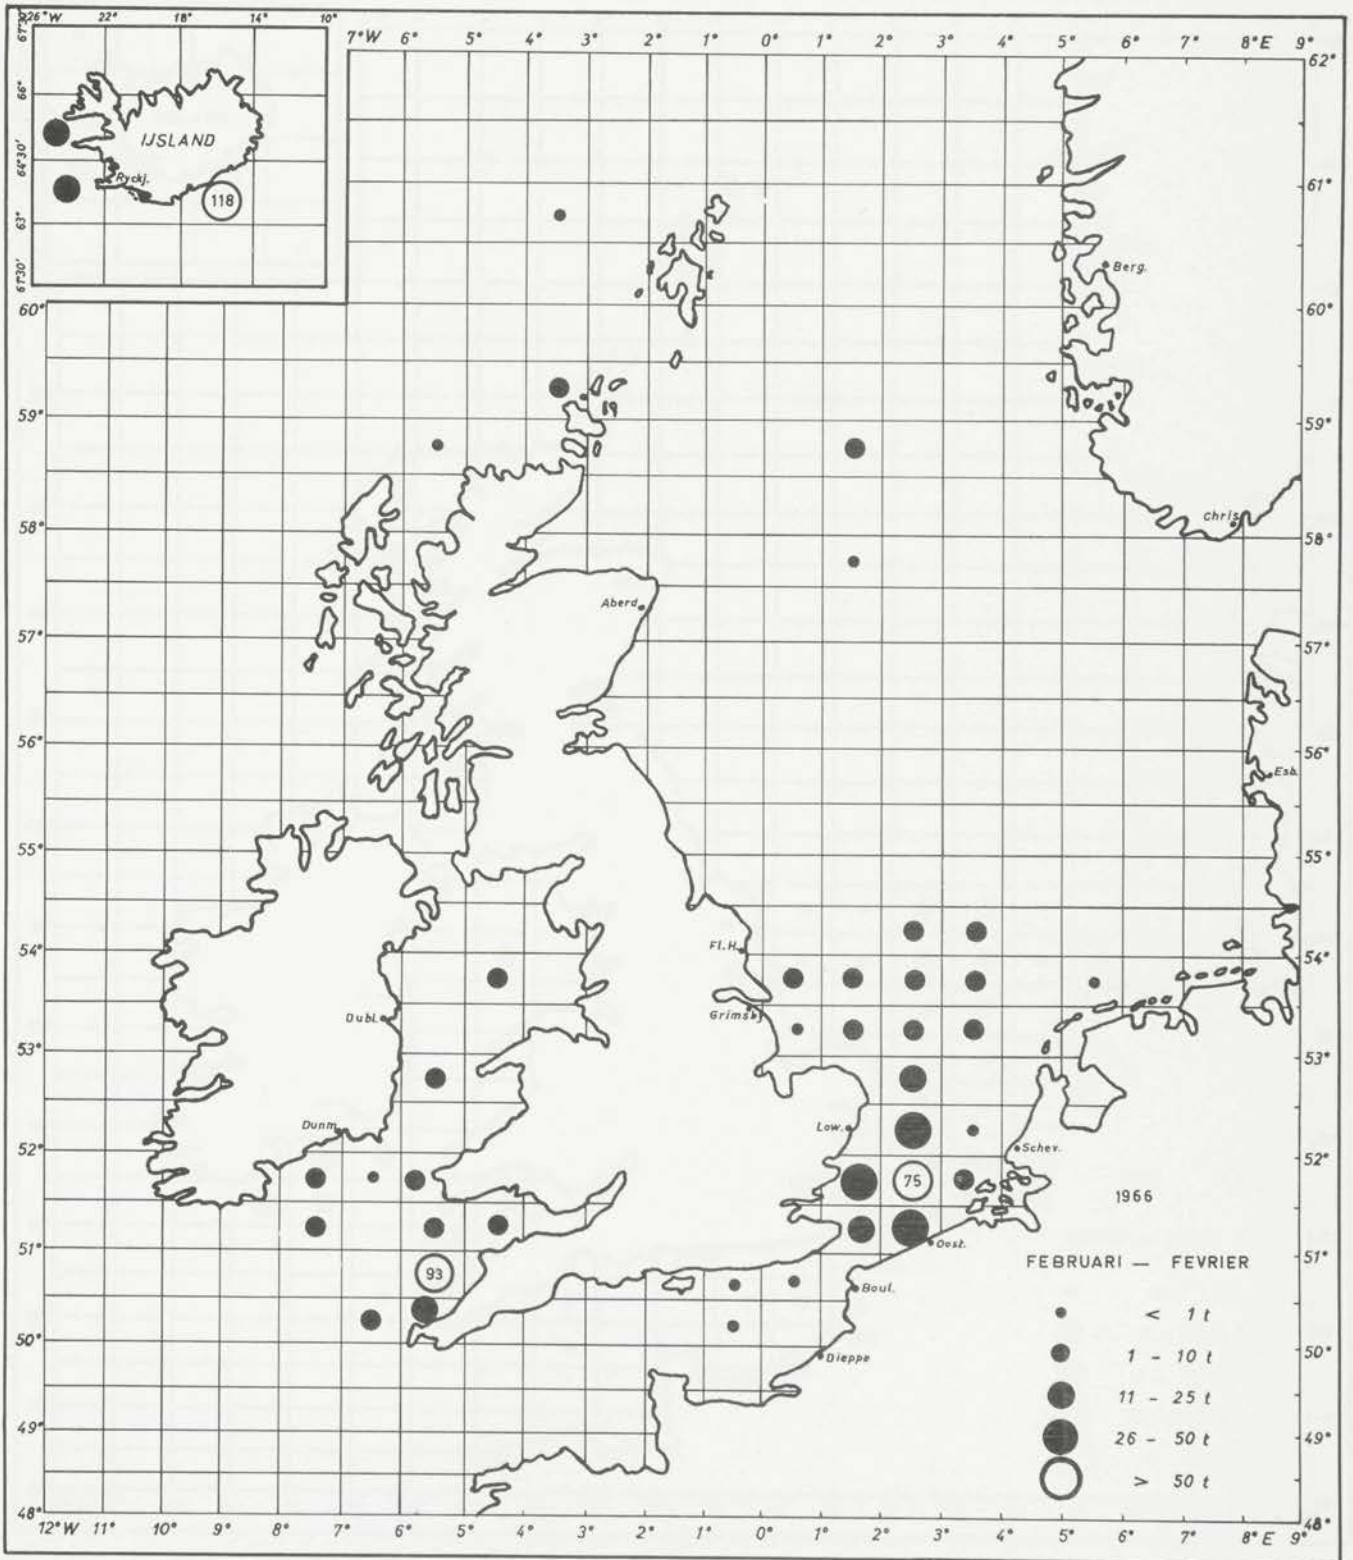 26°W 22° 18° 14° 10°
7°W 6° 5° 4° 3° 2° 1° 0° 1° 2° 3° 4° 5° 6° 7° 8°E 9°
67°30'
66°
64°30'
63°
67°30'
IJSLAND
Ryckj.
118
62°
61°
60°
59°
58°
57°
56°
55°
54°
53°
52°
51°
50°
49°
48°
60°
59°
58°
57°
56°
55°
54°
53°
52°
51°
50°
49°
48°
Berg.
Chris
Aberd.
Esb.
Fl.H.
Grimsby
Dubl.
Dunm.
Low.
Schev.
75
93
Oost.
Boul.
Dieppe
1966
FEBRUARI — FEVRIER
< 1 t
1 - 10 t
11 - 25 t
26 - 50 t
> 50 t
12°W 11° 10° 9° 8° 7° 6° 5° 4° 3° 2° 1° 0° 1° 2° 3° 4° 5° 6° 7° 8°E 9°